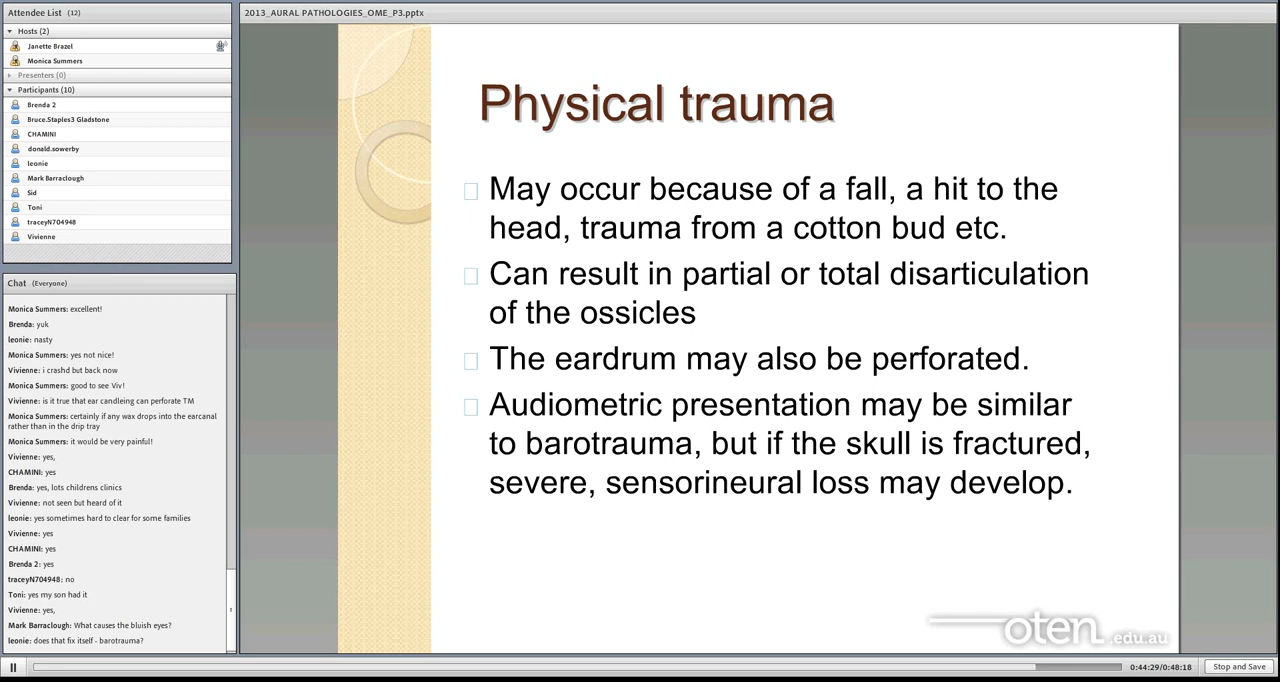 Attendee List (12)
Hosts (2)
Janette Brazel
Monica Summers
Presenters (0)
Participants (10)
Brenda 2
Bruce.Staples3 Gladstone
CHAMINI
donald.sowerby
leonie
Mark Barraclough
Sid
Toni
traceyN704948
Vivienne
Chat (Everyone)
Monica Summers: excellent!
Brenda: yuk
leonie: nasty
Monica Summers: yes not nice!
Vivienne: i crashd but back now
Monica Summers: good to see Viv!
Vivienne: is it true that ear candleing can perforate TM
Monica Summers: certainly if any wax drops into the earcanal
rather than in the drip tray
Monica Summers: it would be very painful!
Vivienne: yes,
CHAMINI: yes
Brenda: yes, lots childrens clinics
Vivienne: not seen but heard of it
leonie: yes sometimes hard to clear for some families
Vivienne: yes
CHAMINI: yes
Brenda 2: yes
traceyN704948: no
Toni: yes my son had it
Vivienne: yes,
Mark Barraclough: What causes the bluish eyes?
leonie: does that fix itself - barotrauma?
2013_AURAL PATHOLOGIES_OME_P3.pptx
Physical trauma
May occur because of a fall, a hit to the
head, trauma from a cotton bud etc.
Can result in partial or total disarticulation
of the ossicles
The eardrum may also be perforated.
Audiometric presentation may be similar
to barotrauma, but if the skull is fractured,
severe, sensorineural loss may develop.
oten.edu.au
0:44:29/0:48:18
Stop and Save